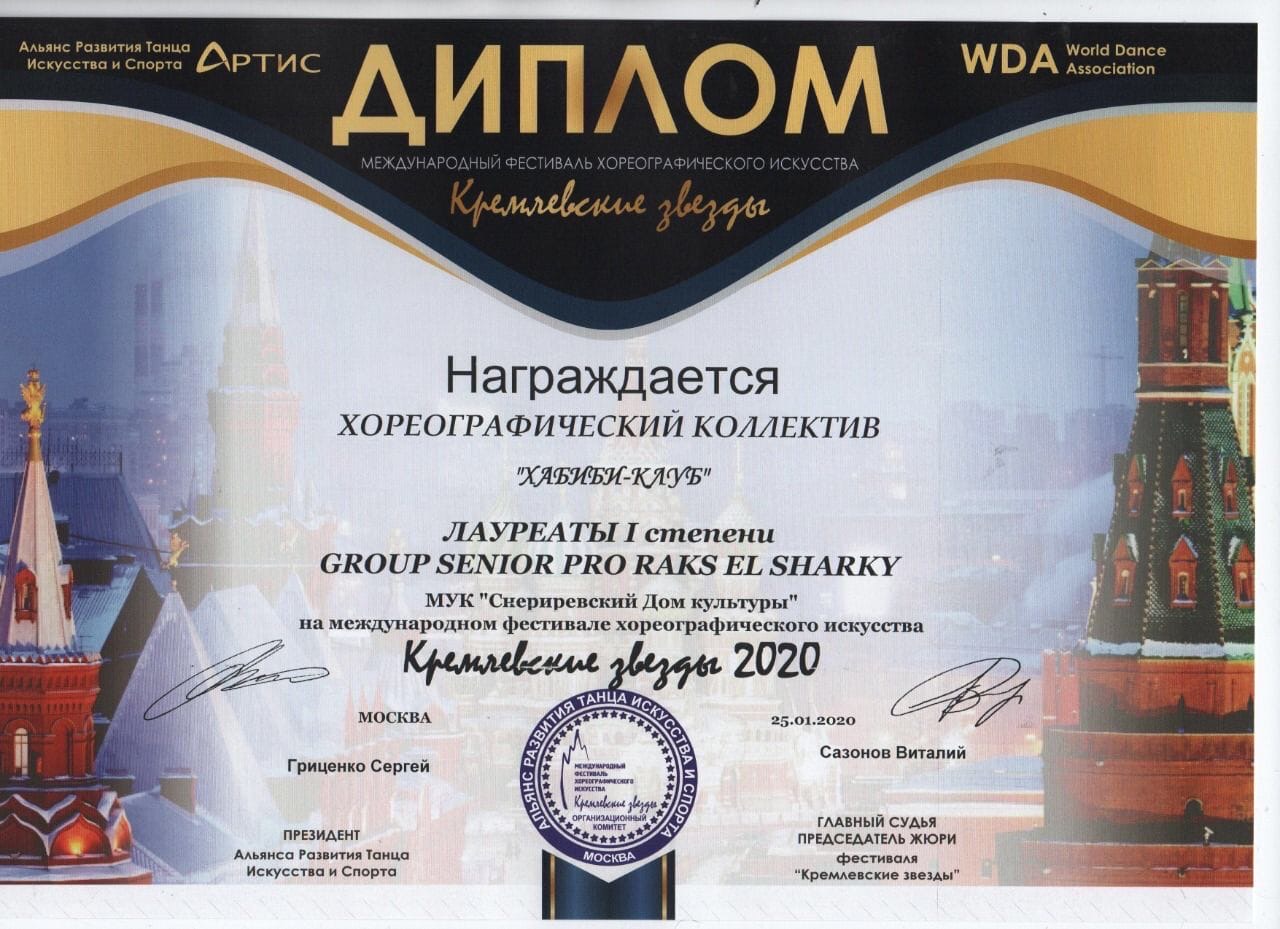 Альянс Развития Танца
Искусства и Спорта
АРТИС
ДИПЛОМ
WDA
World Dance
Association
МЕЖДУНАРОДНЫЙ ФЕСТИВАЛЬ ХОРЕОГРАФИЧЕСКОГО ИСКУССТВА
Кремлевские звезды
Награждается
ХОРЕОГРАФИЧЕСКИЙ КОЛЛЕКТИВ
"ХАБИБИ-КЛУБ"
ЛАУРЕАТЫ I степени
GROUP SENIOR PRO RAKS EL SHARKY
МУК "Снериревский Дом культуры"
на международном фестивале хореографического искусства
Кремлевские звезды 2020
МОСКВА
25.01.2020
Гриценко Сергей
Сазонов Виталий
ПРЕЗИДЕНТ
Альянса Развития Танца
Искусства и Спорта
АЛЬЯНС РАЗВИТИЯ ТАНЦА ИСКУССТВА И СПОРТА
МЕЖДУНАРОДНЫЙ
ФЕСТИВАЛЬ
ХОРЕОГРАФИЧЕСКОГО
ИСКУССТВА
Кремлевские звезды
ОРГАНИЗАЦИОННЫЙ
КОМИТЕТ
МОСКВА
ГЛАВНЫЙ СУДЬЯ
ПРЕДСЕДАТЕЛЬ ЖЮРИ
фестиваля
"Кремлевские звезды"